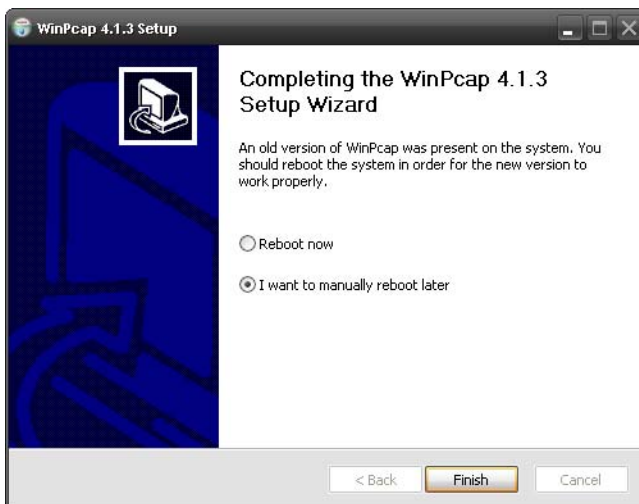 WinPcap 4.1.3 Setup
Completing the WinPcap 4.1.3
Setup Wizard
An old version of WinPcap was present on the system. You
should reboot the system in order for the new version to
work properly.
Reboot now
I want to manually reboot later
< Back
Finish
Cancel